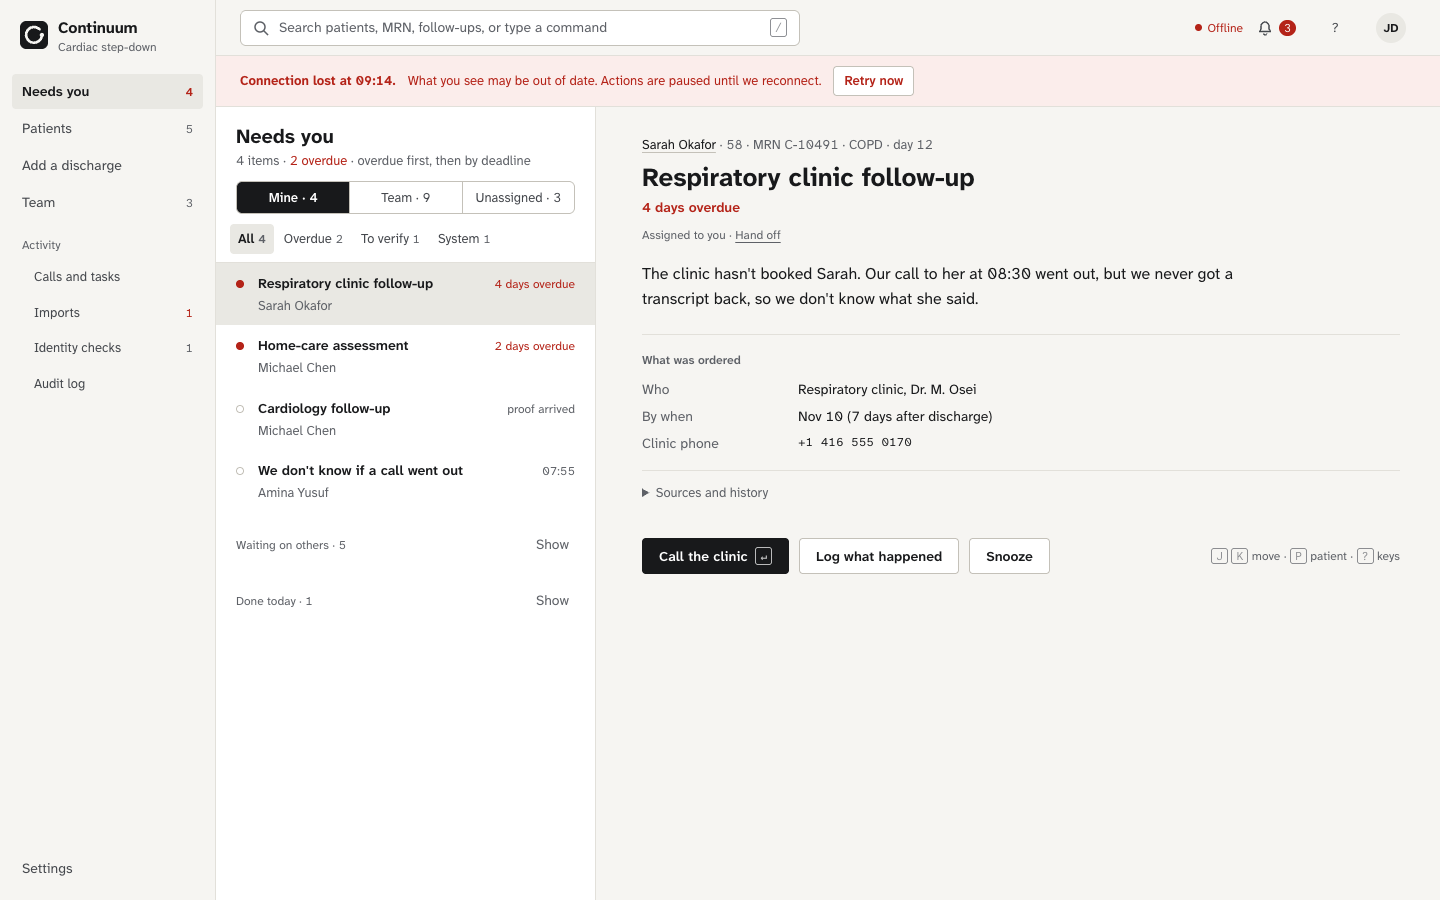 Continuum
Cardiac step-down
Needs you 4
Patients 5
Add a discharge
Team 3
Activity
Calls and tasks
Imports 1
Identity checks 1
Audit log
Settings
Search patients, MRN, follow-ups, or type a command /
Offline 3 ? JD
Connection lost at 09:14. What you see may be out of date. Actions are paused until we reconnect. Retry now
Needs you
4 items · 2 overdue · overdue first, then by deadline
Mine · 4 Team · 9 Unassigned · 3
All 4 Overdue 2 To verify 1 System 1
Respiratory clinic follow-up 4 days overdue
Sarah Okafor
Home-care assessment 2 days overdue
Michael Chen
Cardiology follow-up proof arrived
Michael Chen
We don't know if a call went out 07:55
Amina Yusuf
Waiting on others · 5 Show
Done today · 1 Show
Sarah Okafor · 58 · MRN C-10491 · COPD · day 12
Respiratory clinic follow-up
4 days overdue
Assigned to you · Hand off
The clinic hasn't booked Sarah. Our call to her at 08:30 went out, but we never got a
transcript back, so we don't know what she said.
What was ordered
Who Respiratory clinic, Dr. M. Osei
By when Nov 10 (7 days after discharge)
Clinic phone +1 416 555 0170
▶ Sources and history
Call the clinic ↵ Log what happened Snooze
J K move · P patient · ? keys